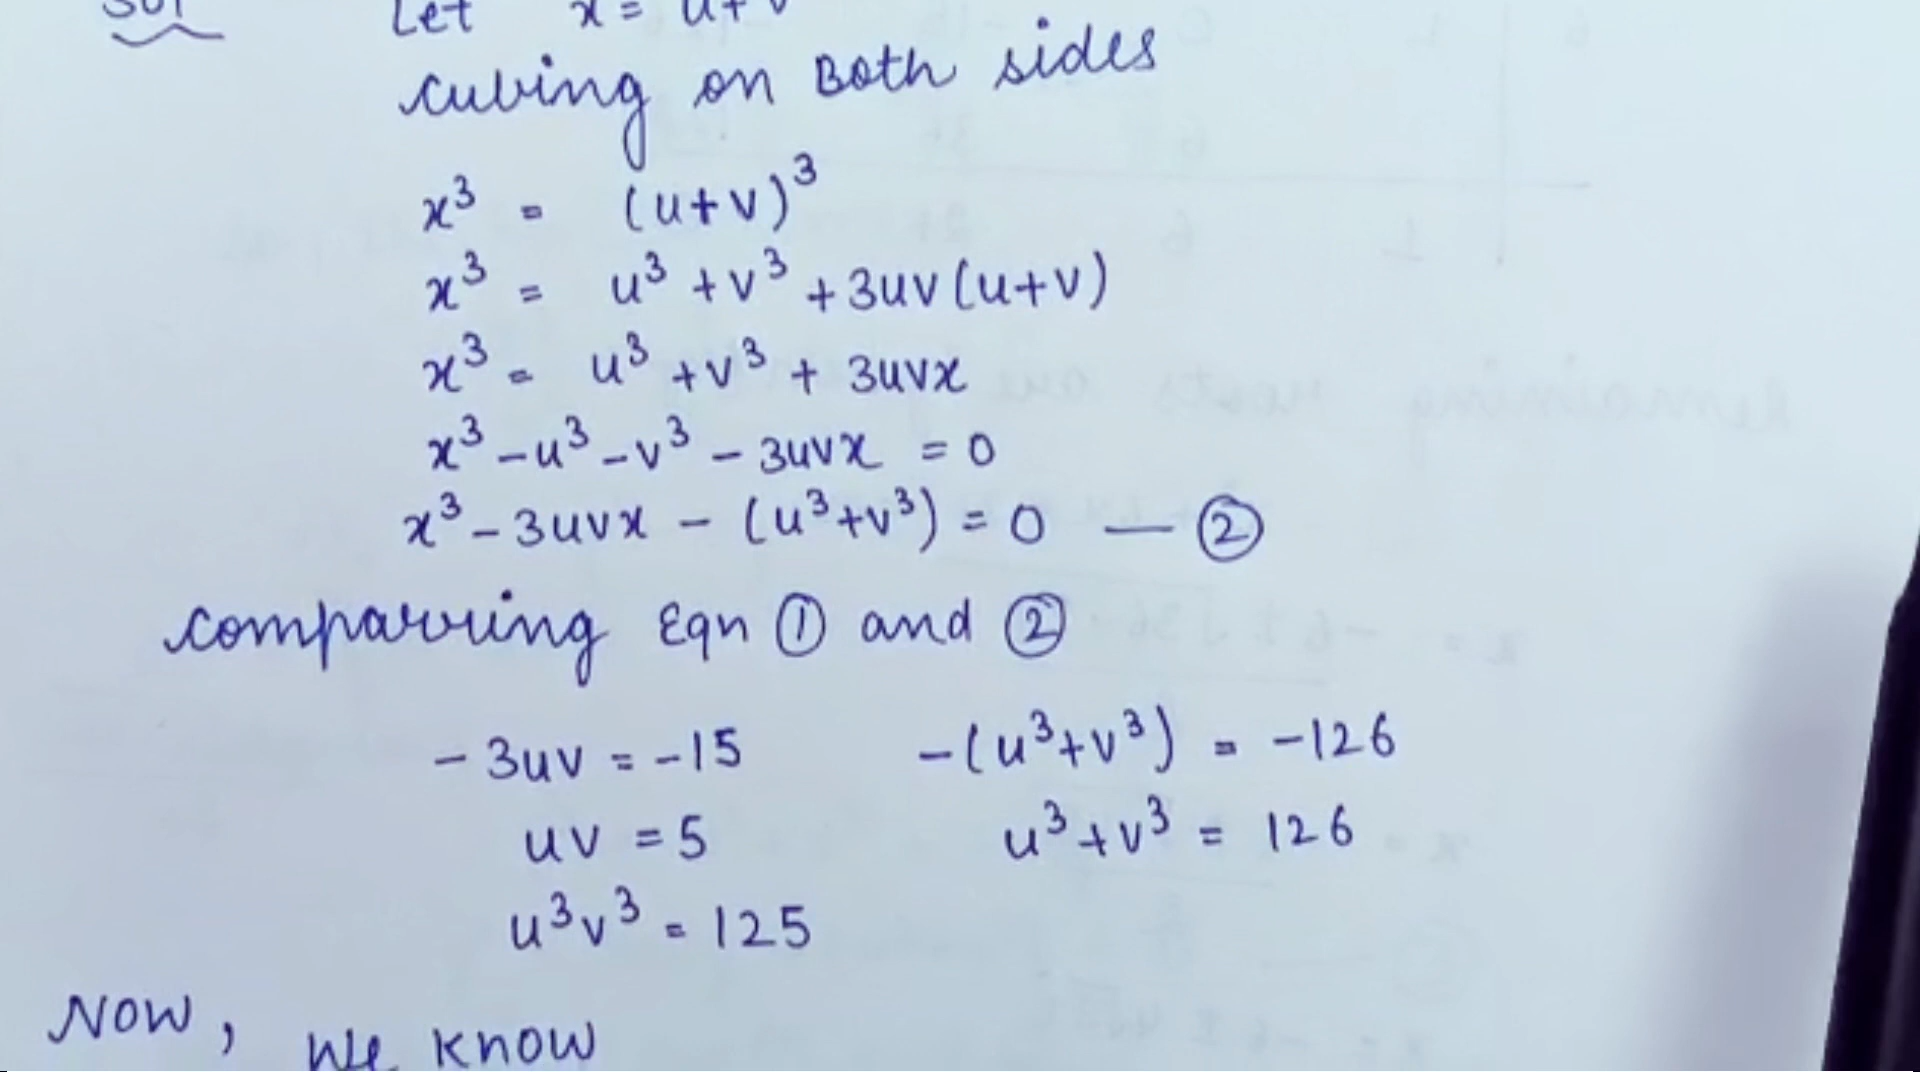 Sol
Let x = u+v
cubing on Both sides
x³ = (u+v)³
x³ = u³ +v³ +3uv(u+v)
x³ = u³ +v³ + 3uvx
x³ -u³ -v³ - 3uvx = 0
x³ - 3uvx - (u³+v³) = 0 — ②
comparring Eqn ① and ②
- 3uv = -15 -(u³+v³) = -126
uv = 5 u³+v³ = 126
u³v³ = 125
Now, We know